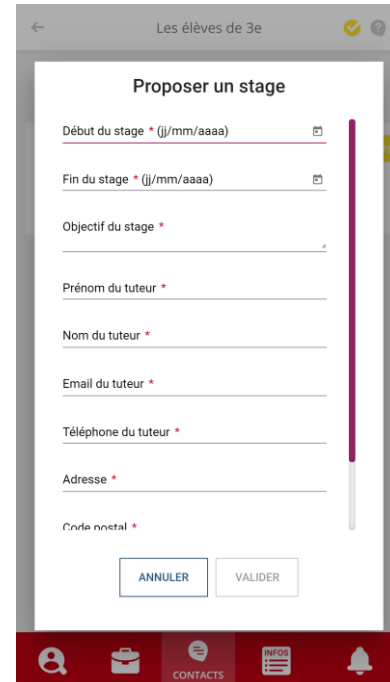 Les élèves de 3e
Proposer un stage
Début du stage * (jj/mm/aaaa)
Fin du stage * (jj/mm/aaaa)
Objectif du stage *
Prénom du tuteur *
Nom du tuteur *
Email du tuteur *
Téléphone du tuteur *
Adresse *
Code postal *
ANNULER VALIDER
INFOS
CONTACTS